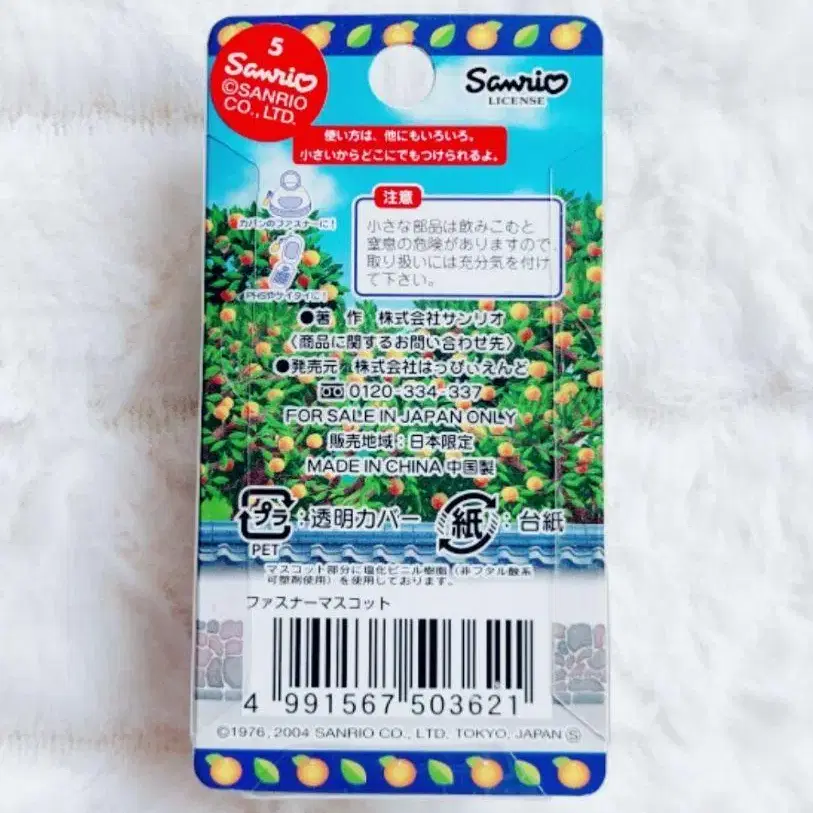 5
Sanrio
©SANRIO
CO., LTD.
Sanrio
LICENSE
使い方は、他にもいろいろ。
小さいからどこにでもつけられるよ。
カバンのファスナーに！
PHSやケイタイに！
注意
小さな部品は飲みこむと
窒息の危険がありますので、
取り扱いには充分気を付け
て下さい。
●著 作 株式会社サンリオ
〈商品に関するお問い合わせ先〉
●発売元 株式会社はっぴぃえんど
0120-334-337
FOR SALE IN JAPAN ONLY
販売地域：日本限定
MADE IN CHINA 中国製
プラ：透明カバー
PET
紙：台紙
マスコット部分に塩化ビニル樹脂（非フタル酸系
可塑剤使用）を使用しております。
ファスナーマスコット
4 991567 503621
©1976, 2004 SANRIO CO., LTD. TOKYO, JAPAN Ⓢ